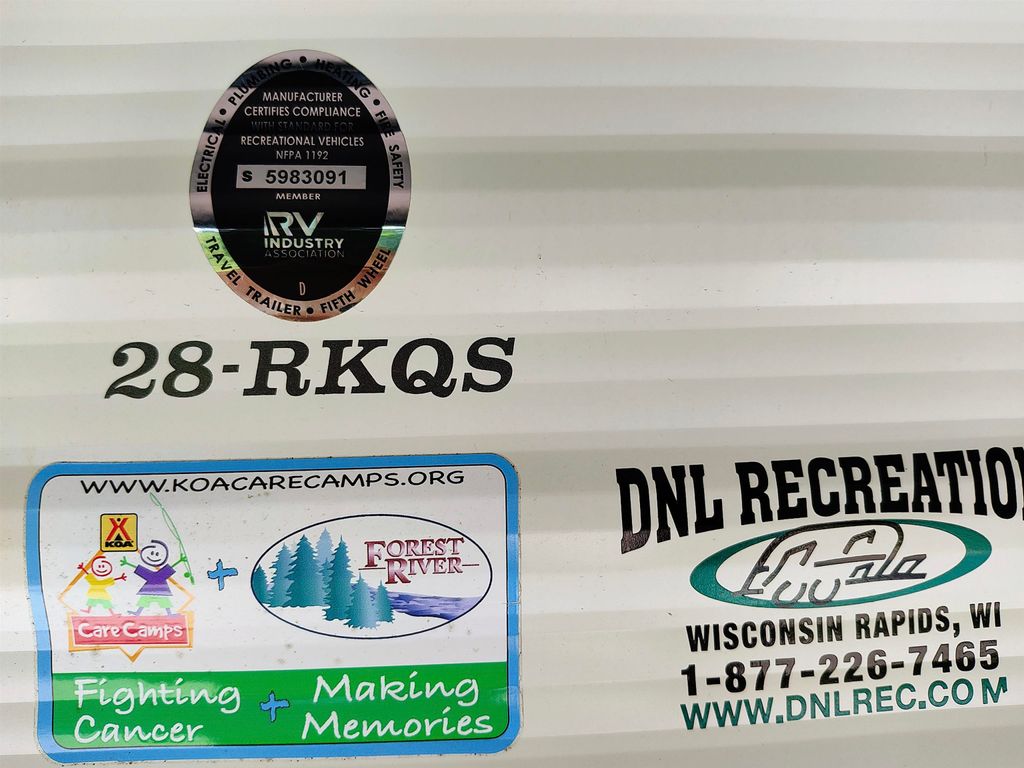 ELECTRICAL • PLUMBING • HEATING • FIRE SAFETY
MANUFACTURER
CERTIFIES COMPLIANCE
WITH STANDARD FOR
RECREATIONAL VEHICLES
NFPA 1192
S 5983091
MEMBER
RV
INDUSTRY
ASSOCIATION
D
TRAVEL TRAILER • FIFTH WHEEL
28-RKQS
WWW.KOACARECAMPS.ORG
KOA
Care Camps
+
FOREST
RIVER
Fighting + Making
Cancer Memories
DNL RECREATIO
WISCONSIN RAPIDS, WI
1-877-226-7465
WWW.DNLREC.COM